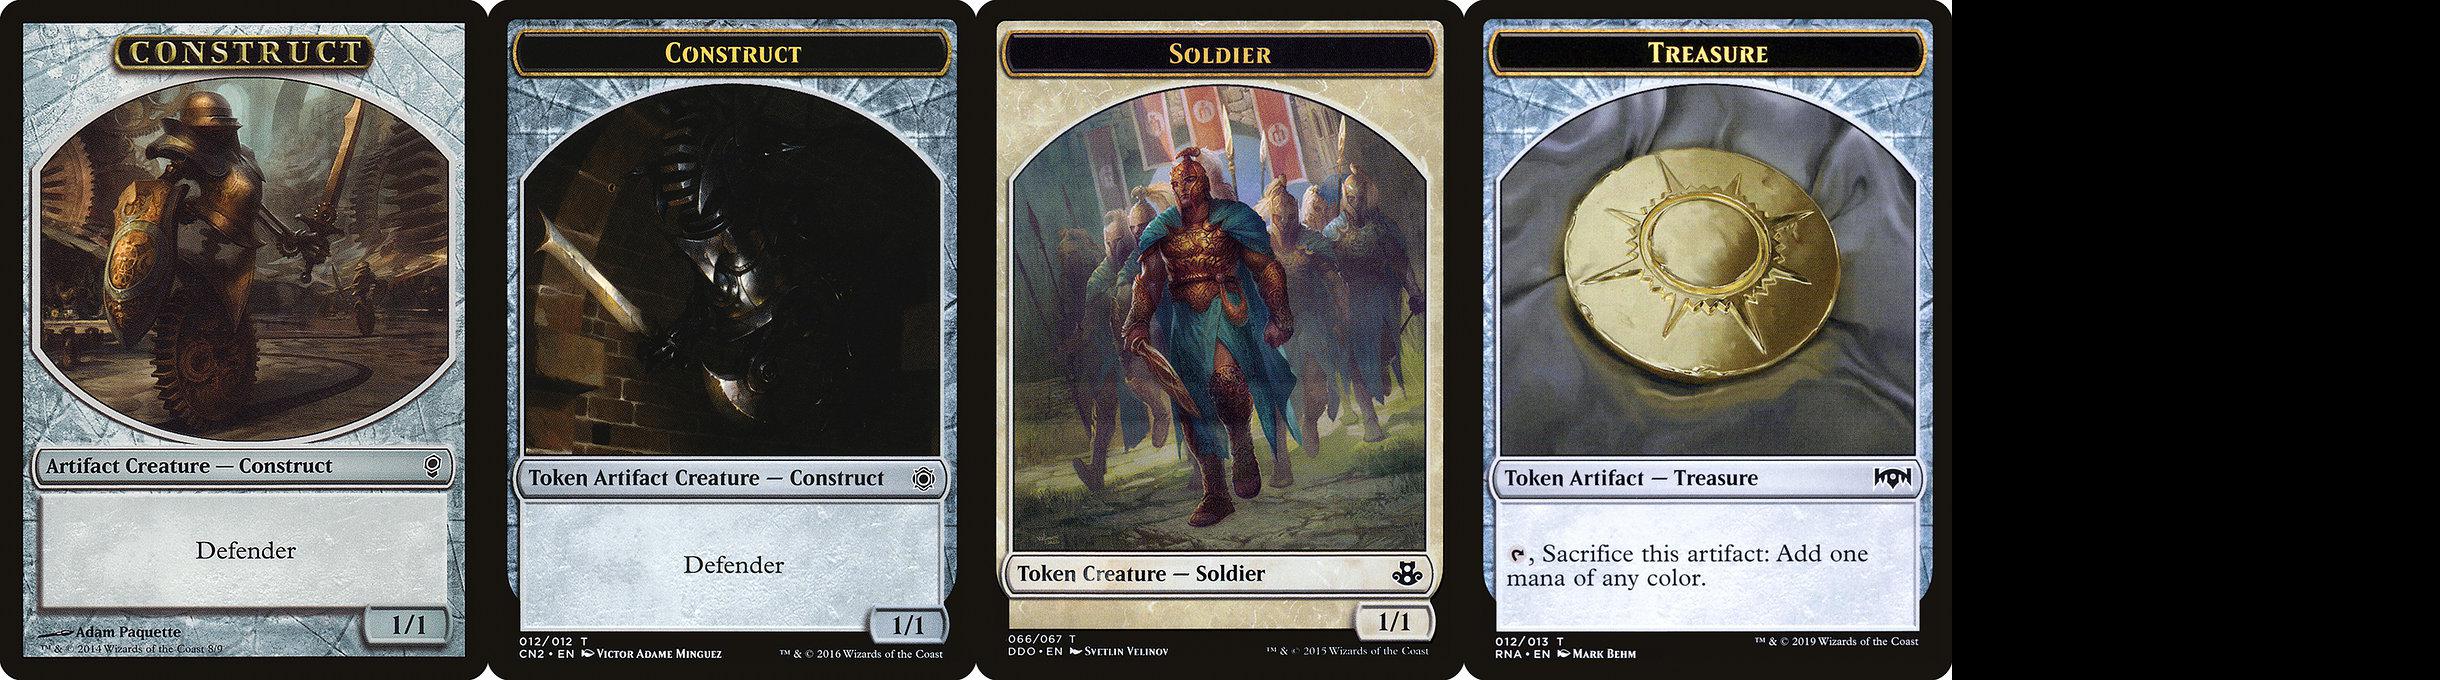 CONSTRUCT
Artifact Creature — Construct
Defender
1/1
Adam Paquette
™ & © 2014 Wizards of the Coast 8/9
CONSTRUCT
Token Artifact Creature — Construct
Defender
1/1
012/012 T
CN2 • EN VICTOR ADAME MINGUEZ
™ & © 2016 Wizards of the Coast
SOLDIER
Token Creature — Soldier
1/1
066/067 T
DDO • EN SVETLIN VELINOV
™ & © 2015 Wizards of the Coast
TREASURE
Token Artifact — Treasure
, Sacrifice this artifact: Add one
mana of any color.
012/013 T
RNA • EN MARK BEHM
™ & © 2019 Wizards of the Coast